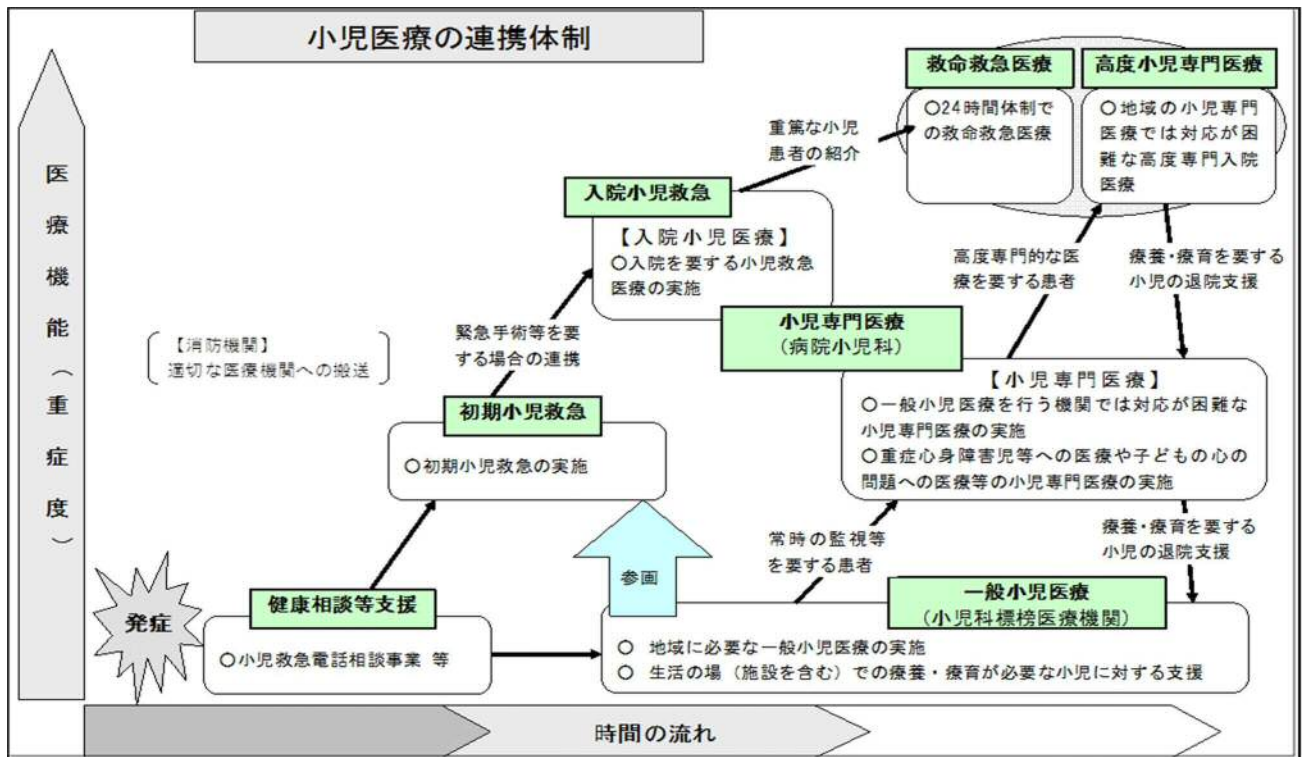 小児医療の連携体制
医療機能（重症度）
救命救急医療
○24時間体制で
の救命救急医療
高度小児専門医療
○地域の小児専門
医療では対応が困
難な高度専門入院
医療
重篤な小児
患者の紹介
入院小児救急
【入院小児医療】
○入院を要する小児救急
医療の実施
高度専門的な医
療を要する患者
療養・療育を要する
小児の退院支援
小児専門医療
（病院小児科）
【小児専門医療】
○一般小児医療を行う機関では対応が困難な
小児専門医療の実施
○重症心身障害児等への医療や子どもの心の
問題への医療等の小児専門医療の実施
緊急手術等を要
する場合の連携
【消防機関】
適切な医療機関への搬送
初期小児救急
○初期小児救急の実施
参画
常時の監視等
を要する患者
療養・療育を要する
小児の退院支援
発症
健康相談等支援
○小児救急電話相談事業 等
一般小児医療
（小児科標榜医療機関）
○ 地域に必要な一般小児医療の実施
○ 生活の場（施設を含む）での療養・療育が必要な小児に対する支援
時間の流れ